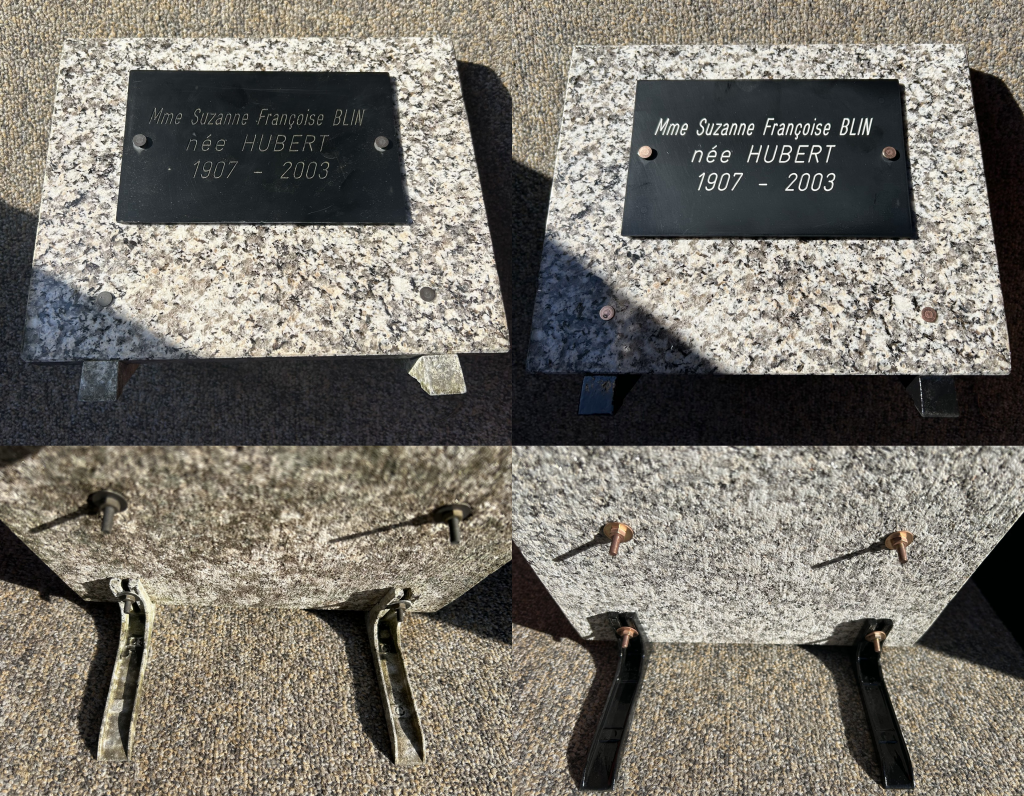 Mme Suzanne Françoise BLIN
née HUBERT
1907 - 2003
Mme Suzanne Françoise BLIN
née HUBERT
1907 - 2003